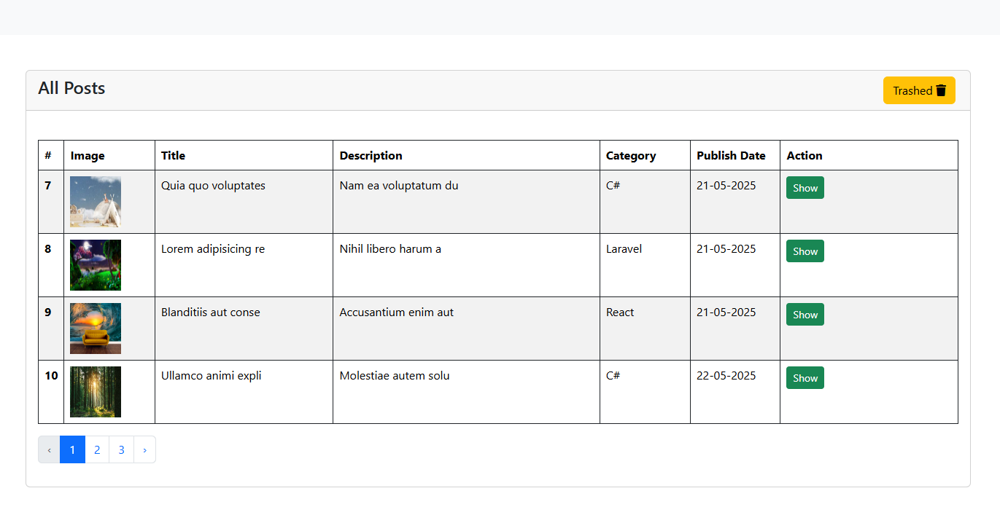 All Posts
Trashed
# Image Title Description Category Publish Date Action
7 Quia quo voluptates Nam ea voluptatum du C# 21-05-2025 Show
8 Lorem adipisicing re Nihil libero harum a Laravel 21-05-2025 Show
9 Blanditiis aut conse Accusantium enim aut React 21-05-2025 Show
10 Ullamco animi expli Molestiae autem solu C# 22-05-2025 Show
‹ 1 2 3 ›